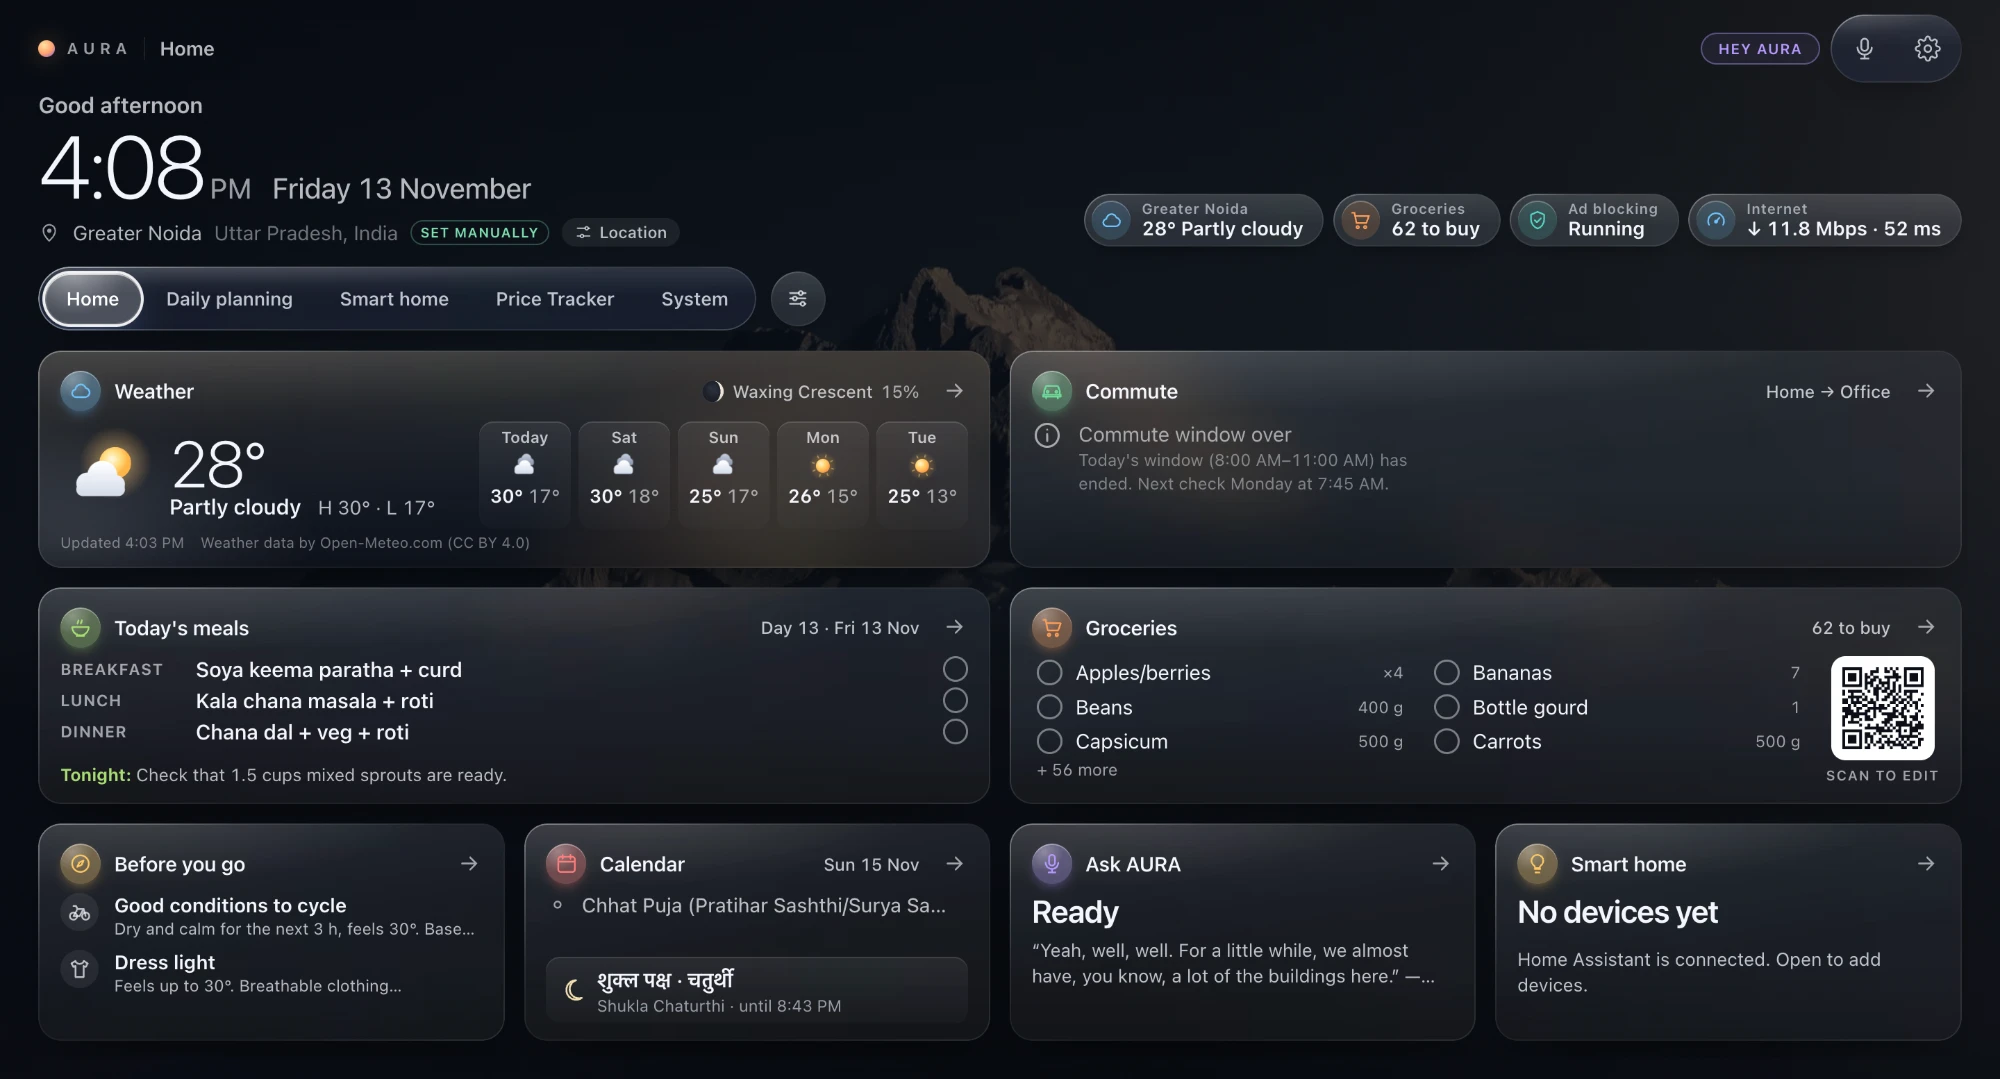 AURA Home
HEY AURA
Good afternoon
4:08 PM Friday 13 November
Greater Noida Uttar Pradesh, India SET MANUALLY Location
Greater Noida
28° Partly cloudy
Groceries
62 to buy
Ad blocking
Running
Internet
↓ 11.8 Mbps · 52 ms
Home Daily planning Smart home Price Tracker System
Weather
Waxing Crescent 15% →
28°
Partly cloudy H 30° · L 17°
Today Sat Sun Mon Tue
30° 17° 30° 18° 25° 17° 26° 15° 25° 13°
Updated 4:03 PM Weather data by Open-Meteo.com (CC BY 4.0)
Commute
Home → Office →
Commute window over
Today's window (8:00 AM–11:00 AM) has
ended. Next check Monday at 7:45 AM.
Today's meals
Day 13 · Fri 13 Nov →
BREAKFAST Soya keema paratha + curd
LUNCH Kala chana masala + roti
DINNER Chana dal + veg + roti
Tonight: Check that 1.5 cups mixed sprouts are ready.
Groceries
62 to buy →
Apples/berries ×4 Bananas 7
Beans 400 g Bottle gourd 1
Capsicum 500 g Carrots 500 g
+ 56 more
SCAN TO EDIT
Before you go →
Good conditions to cycle
Dry and calm for the next 3 h, feels 30°. Base...
Dress light
Feels up to 30°. Breathable clothing...
Calendar
Sun 15 Nov →
Chhat Puja (Pratihar Sashthi/Surya Sa...
शुक्ल पक्ष · चतुर्थी
Shukla Chaturthi · until 8:43 PM
Ask AURA →
Ready
“Yeah, well, well. For a little while, we almost
have, you know, a lot of the buildings here.” —...
Smart home →
No devices yet
Home Assistant is connected. Open to add
devices.